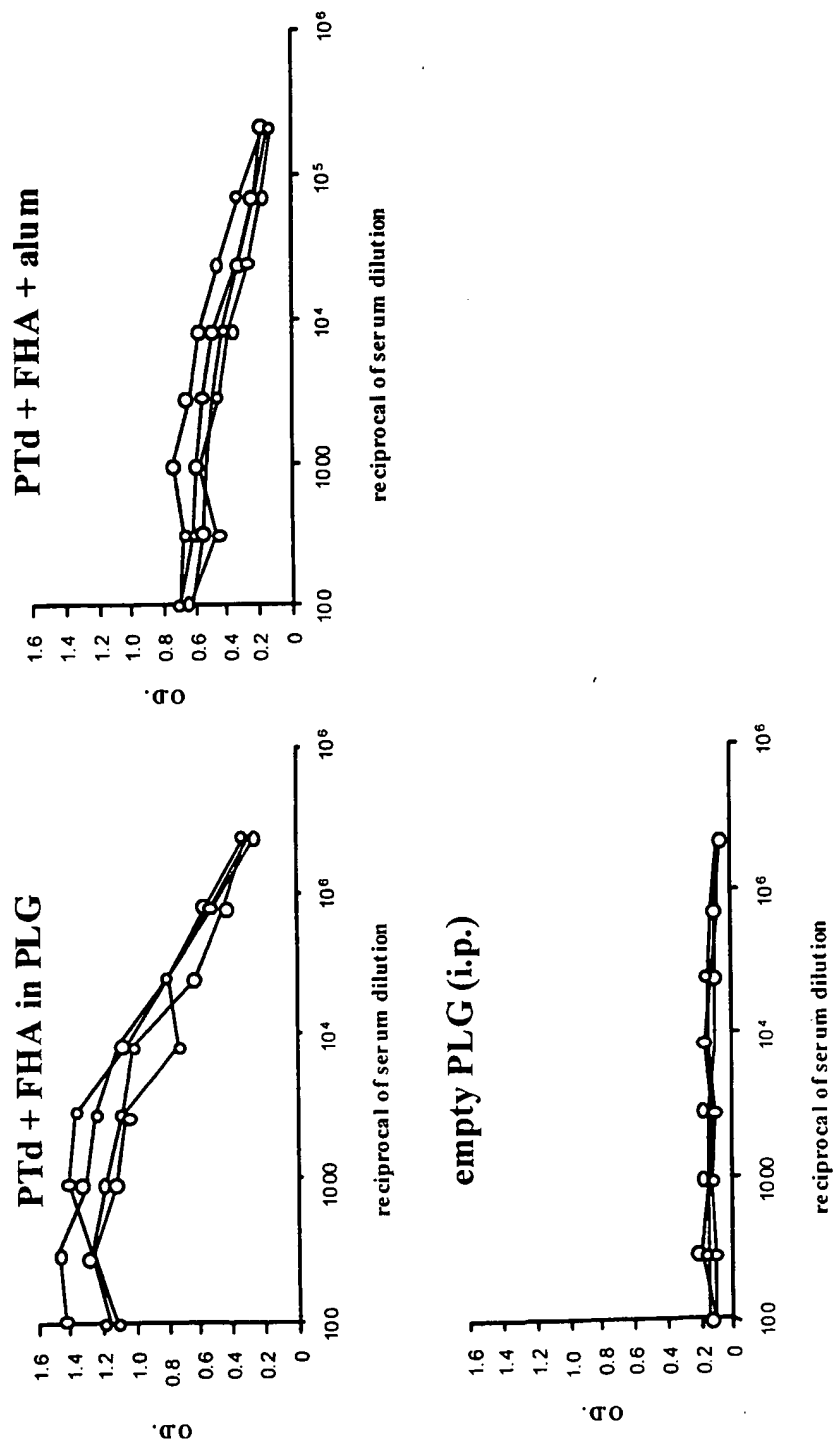 PTd + FHA in PLG
O.D.
1.6
1.4
1.2
1.0
0.8
0.6
0.4
0.2
0
100 1000 10⁴ 10⁶ 10⁶
reciprocal of serum dilution
PTd + FHA + alum
O.D.
1.6
1.4
1.2
1.0
0.8
0.6
0.4
0.2
0
100 1000 10⁴ 10⁵ 10⁶
reciprocal of serum dilution
empty PLG (i.p.)
O.D.
1.6
1.4
1.2
1.0
0.8
0.6
0.4
0.2
0
100 1000 10⁴ 10⁶ 10⁶
reciprocal of serum dilution